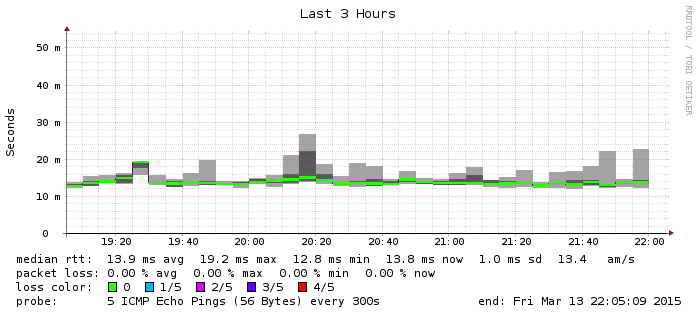 Last 3 Hours
RRDTOOL / TOBI OETIKER
Seconds
50 m
40 m
30 m
20 m
10 m
0
19:20 19:40 20:00 20:20 20:40 21:00 21:20 21:40 22:00
median rtt: 13.9 ms avg 19.2 ms max 12.8 ms min 13.8 ms now 1.0 ms sd 13.4 am/s
packet loss: 0.00 % avg 0.00 % max 0.00 % min 0.00 % now
loss color: 0 1/5 2/5 3/5 4/5
probe: 5 ICMP Echo Pings (56 Bytes) every 300s end: Fri Mar 13 22:05:09 2015